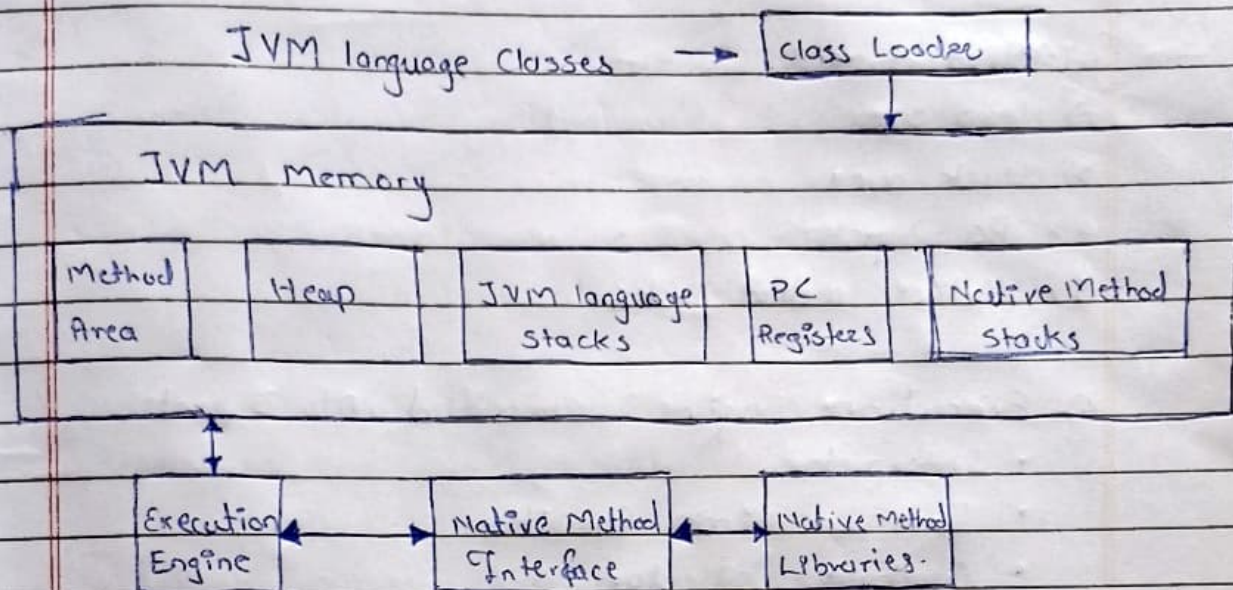 JVM language Classes
Class Loader
JVM Memory
Method
Area
Heap
JVM language
Stacks
PC
Registers
Native Method
Stacks
Execution
Engine
Native Method
Interface
Native Method
Libraries.